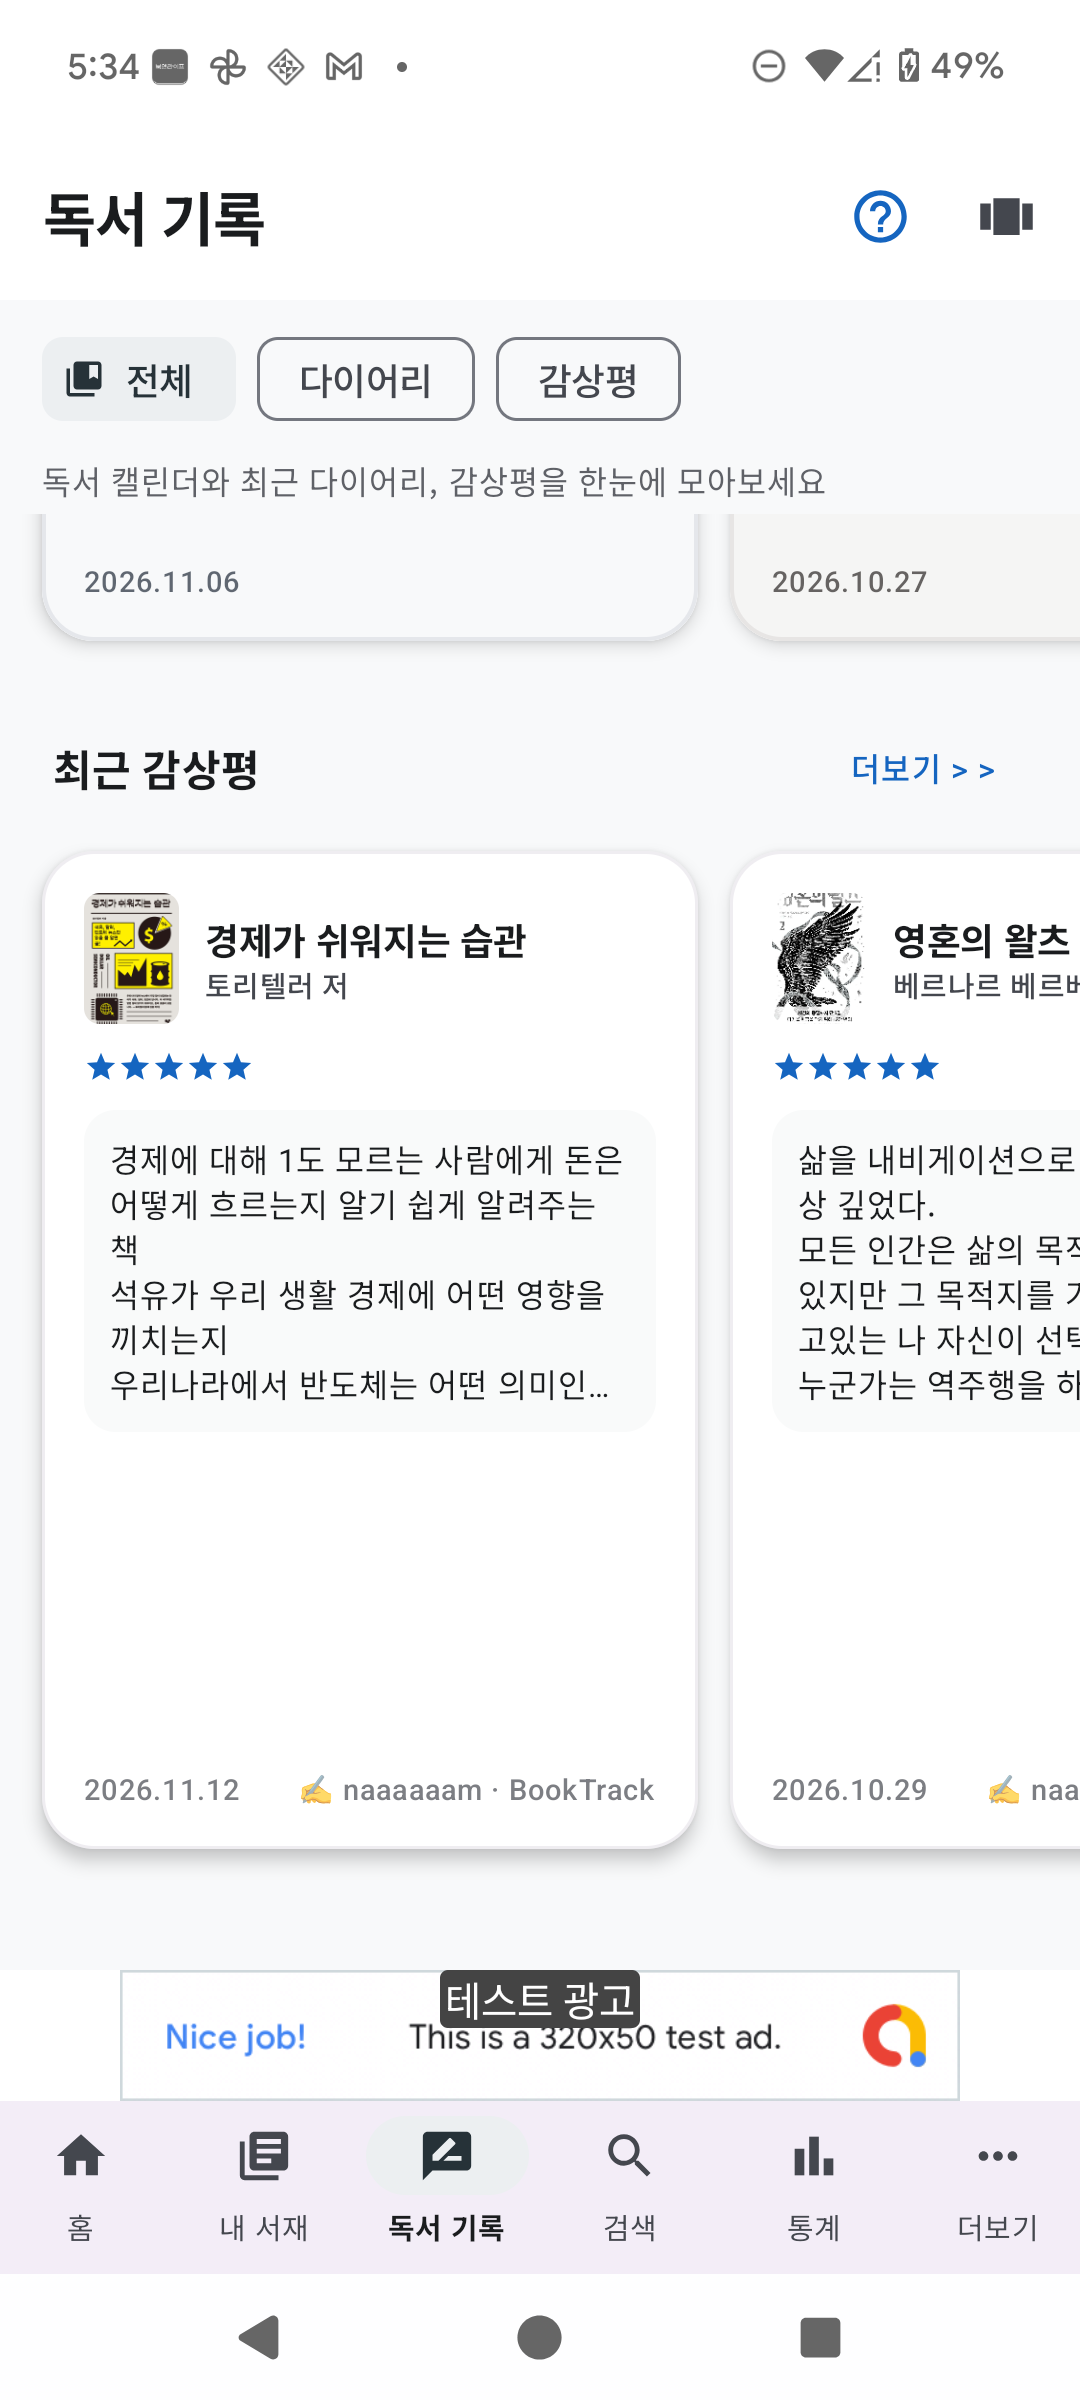 5:34
49%
독서 기록
전체
다이어리
감상평
독서 캘린더와 최근 다이어리, 감상평을 한눈에 모아보세요
2026.11.06
2026.10.27
최근 감상평
더보기 > >
경제가 쉬워지는 습관
경제가 쉬워지는 습관
토리텔러 저
영혼의 왈츠
베르나르
경제에 대해 1도 모르는 사람에게 돈은
어떻게 흐르는지 알기 쉽게 알려주는
책
석유가 우리 생활 경제에 어떤 영향을
끼치는지
우리나라에서 반도체는 어떤 의미인...
삶을 내비게이션으로
상 깊었다.
모든 인간은 삶의
있지만 그 목적지를
고있는 나 자신이
누군가는 역주행을
2026.11.12
✍️ naaaaaam · BookTrack
2026.10.29
✍️ naa
테스트 광고
Nice job!
This is a 320x50 test ad.
홈
내 서재
독서 기록
검색
통계
더보기